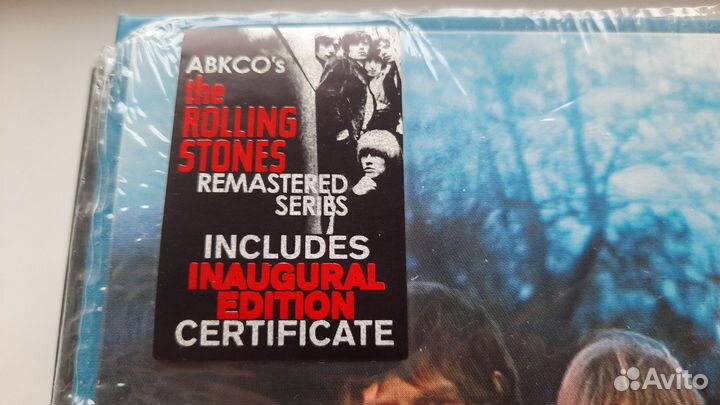 ABKCO's
the
ROLLING
STONES
REMASTERED
SERIES
INCLUDES
INAUGURAL
EDITION
CERTIFICATE
Avito